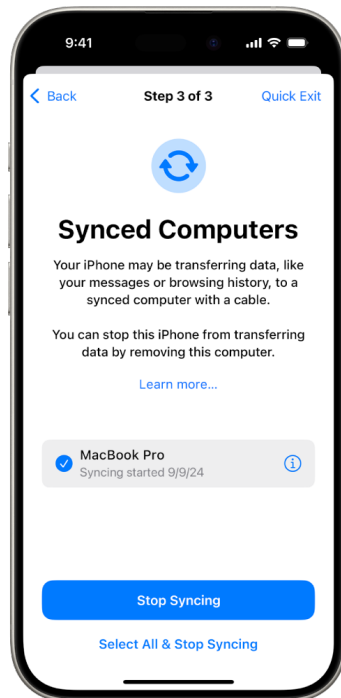 9:41
Back
Step 3 of 3
Quick Exit
Synced Computers
Your iPhone may be transferring data, like
your messages or browsing history, to a
synced computer with a cable.
You can stop this iPhone from transferring
data by removing this computer.
Learn more...
MacBook Pro
Syncing started 9/9/24
Stop Syncing
Select All & Stop Syncing